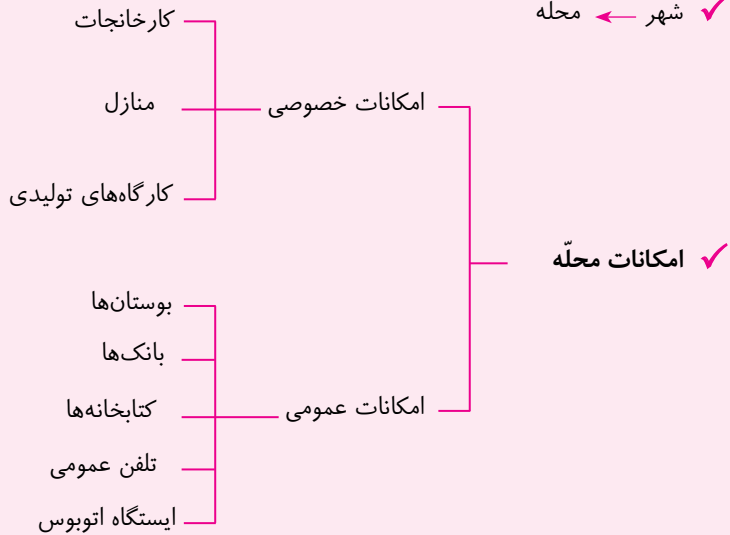 شهر ← محله
امکانات محلّه
امکانات خصوصی
کارخانجات
منازل
کارگاه‌های تولیدی
امکانات عمومی
بوستان‌ها
بانک‌ها
کتابخانه‌ها
تلفن عمومی
ایستگاه اتوبوس